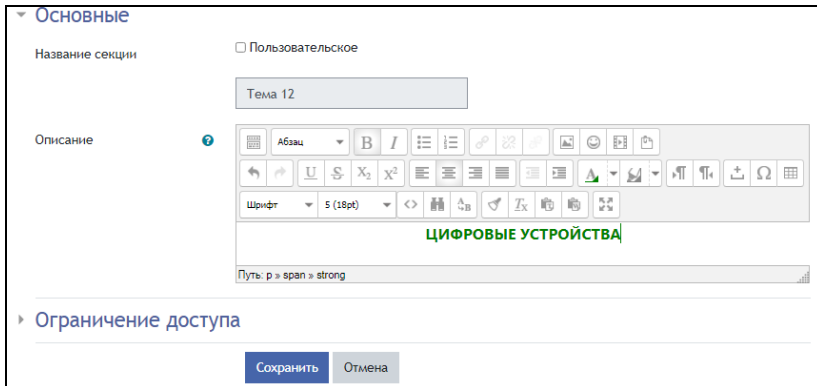 Основные
Название секции
Пользовательское
Тема 12
Описание
Абзац
B I
U S X₂ X²
A Ω
Шрифт 5 (18pt) A B Tx
ЦИФРОВЫЕ УСТРОЙСТВА
Путь: p » span » strong
Ограничение доступа
Сохранить Отмена